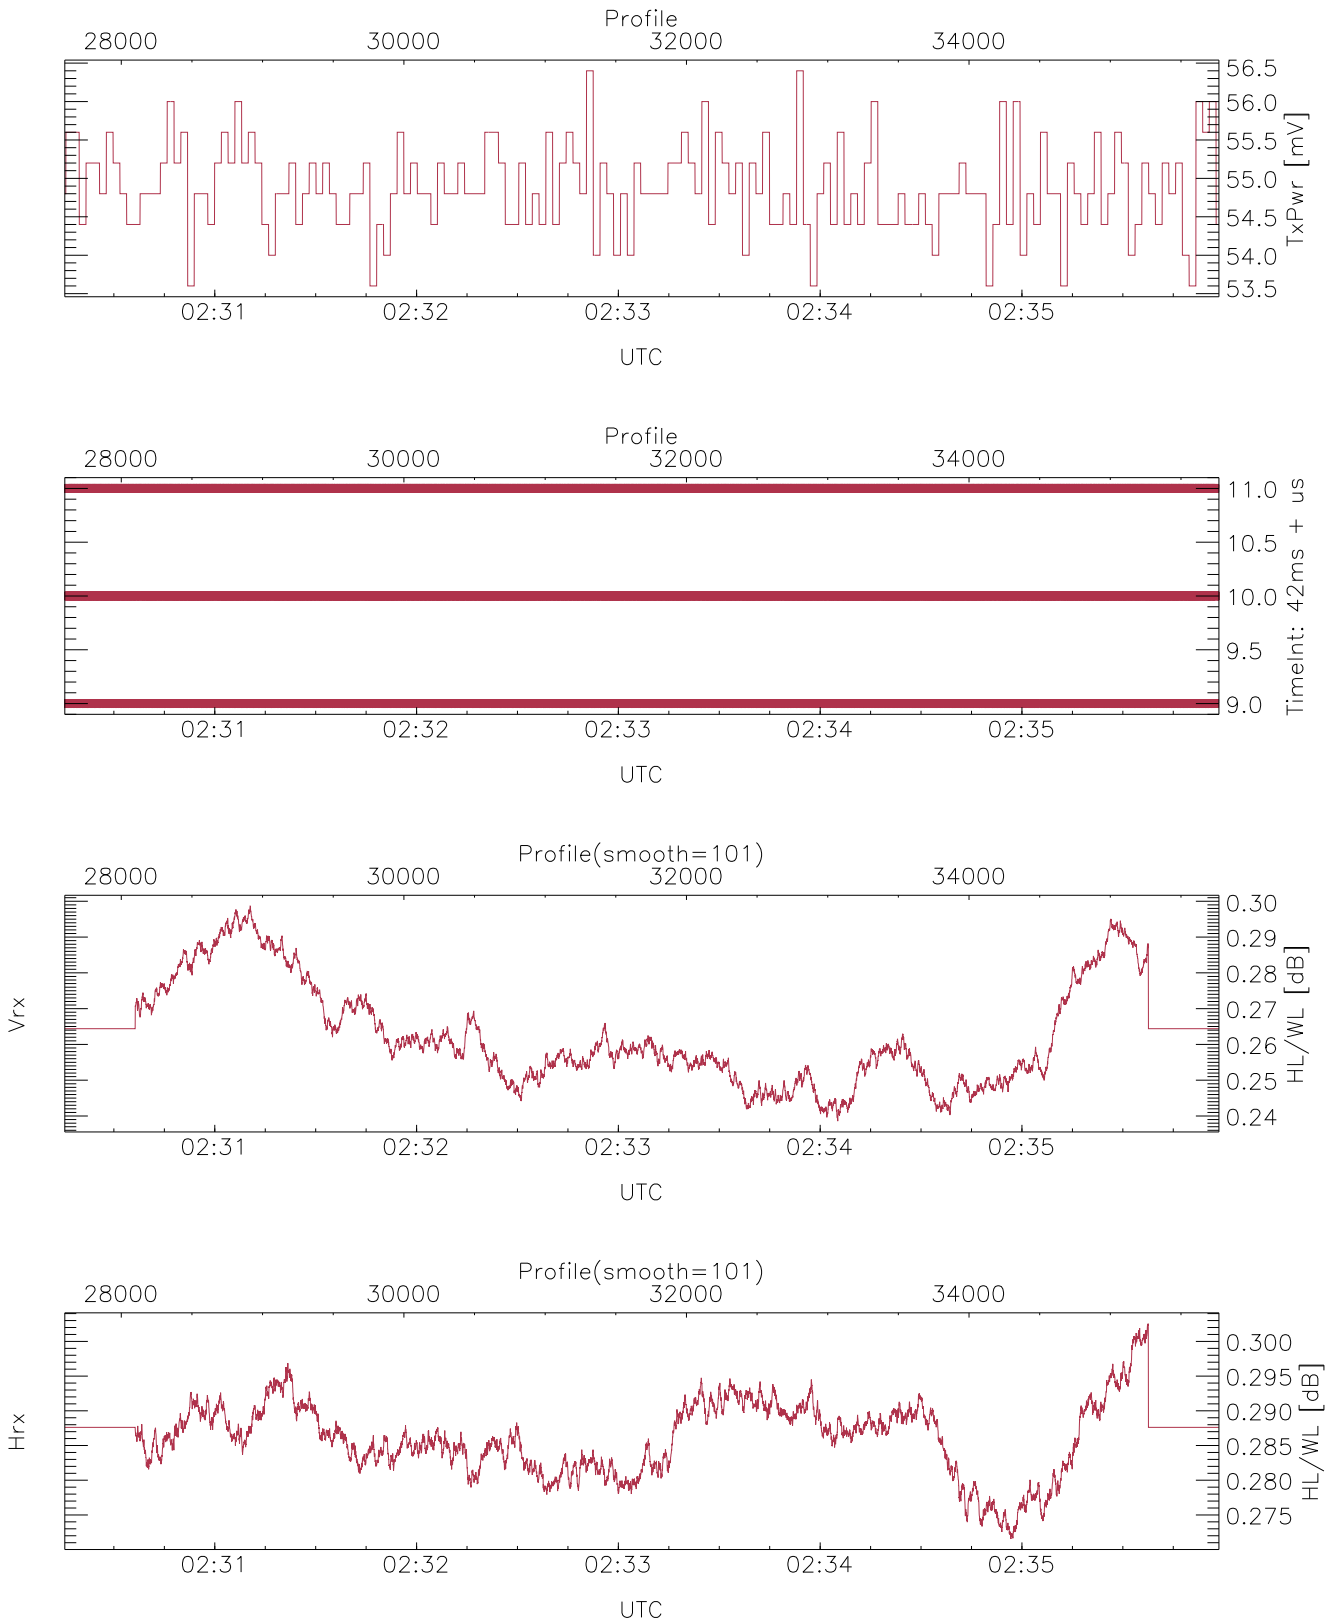 Profile
28000 30000 32000 34000
56.5
56.0
55.5
55.0
54.5
54.0
53.5
TxPwr [mV]
02:31 02:32 02:33 02:34 02:35
UTC
Profile
28000 30000 32000 34000
11.0
10.5
10.0
9.5
9.0
TimeInt: 42ms + us
02:31 02:32 02:33 02:34 02:35
UTC
Profile(smooth=101)
28000 30000 32000 34000
Vrx
0.30
0.29
0.28
0.27
0.26
0.25
0.24
HL/WL [dB]
02:31 02:32 02:33 02:34 02:35
UTC
Profile(smooth=101)
28000 30000 32000 34000
Hrx
0.300
0.295
0.290
0.285
0.280
0.275
HL/WL [dB]
02:31 02:32 02:33 02:34 02:35
UTC